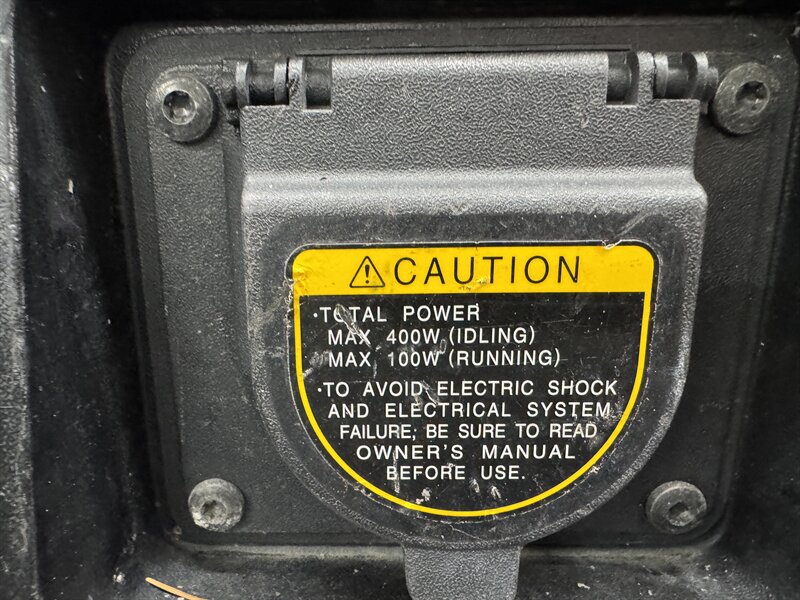 CAUTION
·TOTAL POWER
MAX 400W (IDLING)
MAX 100W (RUNNING)
·TO AVOID ELECTRIC SHOCK
AND ELECTRICAL SYSTEM
FAILURE; BE SURE TO READ
OWNER'S MANUAL
BEFORE USE.